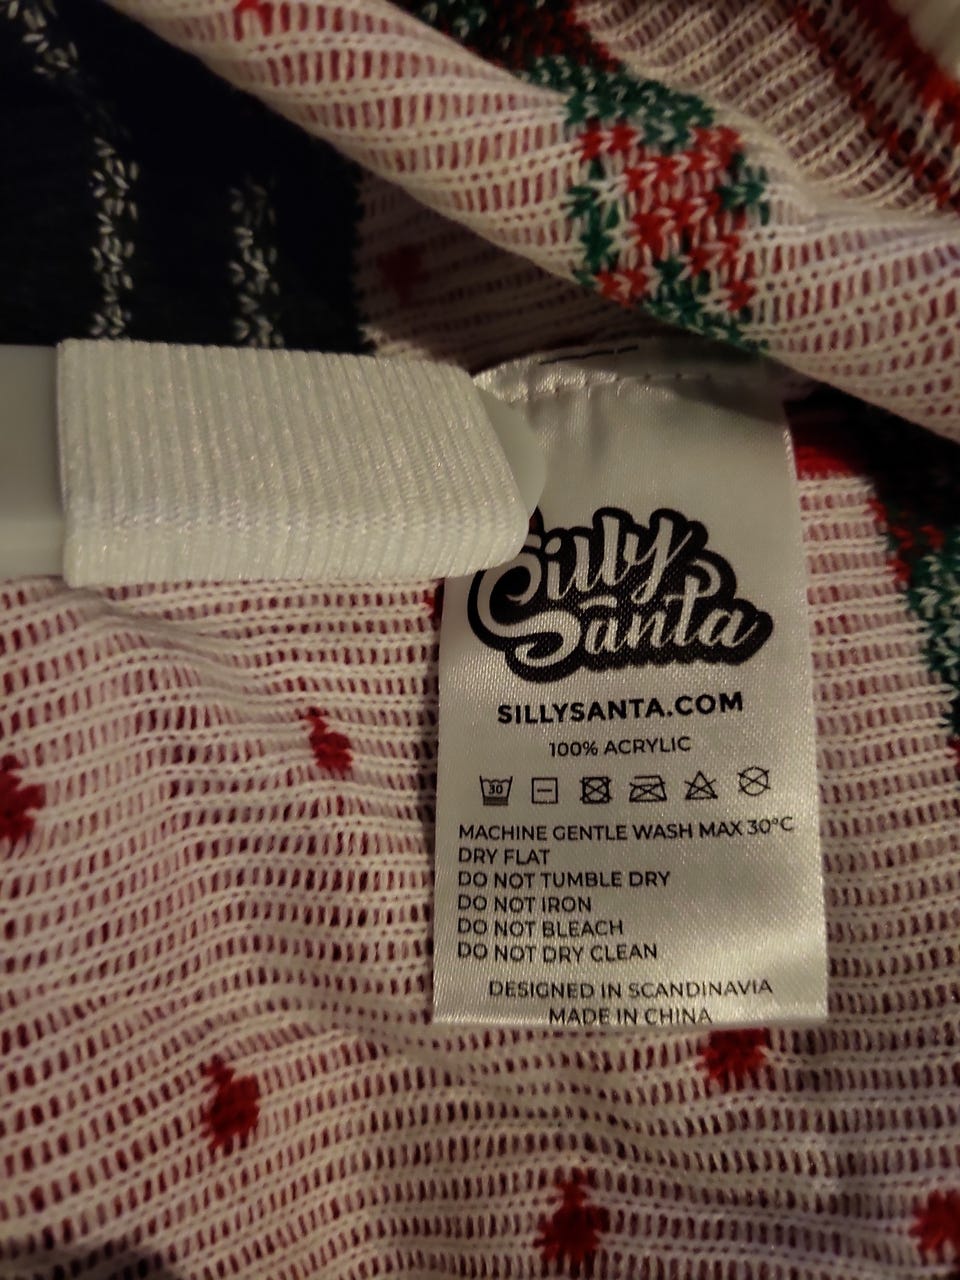 Silly
Santa
SILLYSANTA.COM
100% ACRYLIC
30
MACHINE GENTLE WASH MAX 30°C
DRY FLAT
DO NOT TUMBLE DRY
DO NOT IRON
DO NOT BLEACH
DO NOT DRY CLEAN
DESIGNED IN SCANDINAVIA
MADE IN CHINA